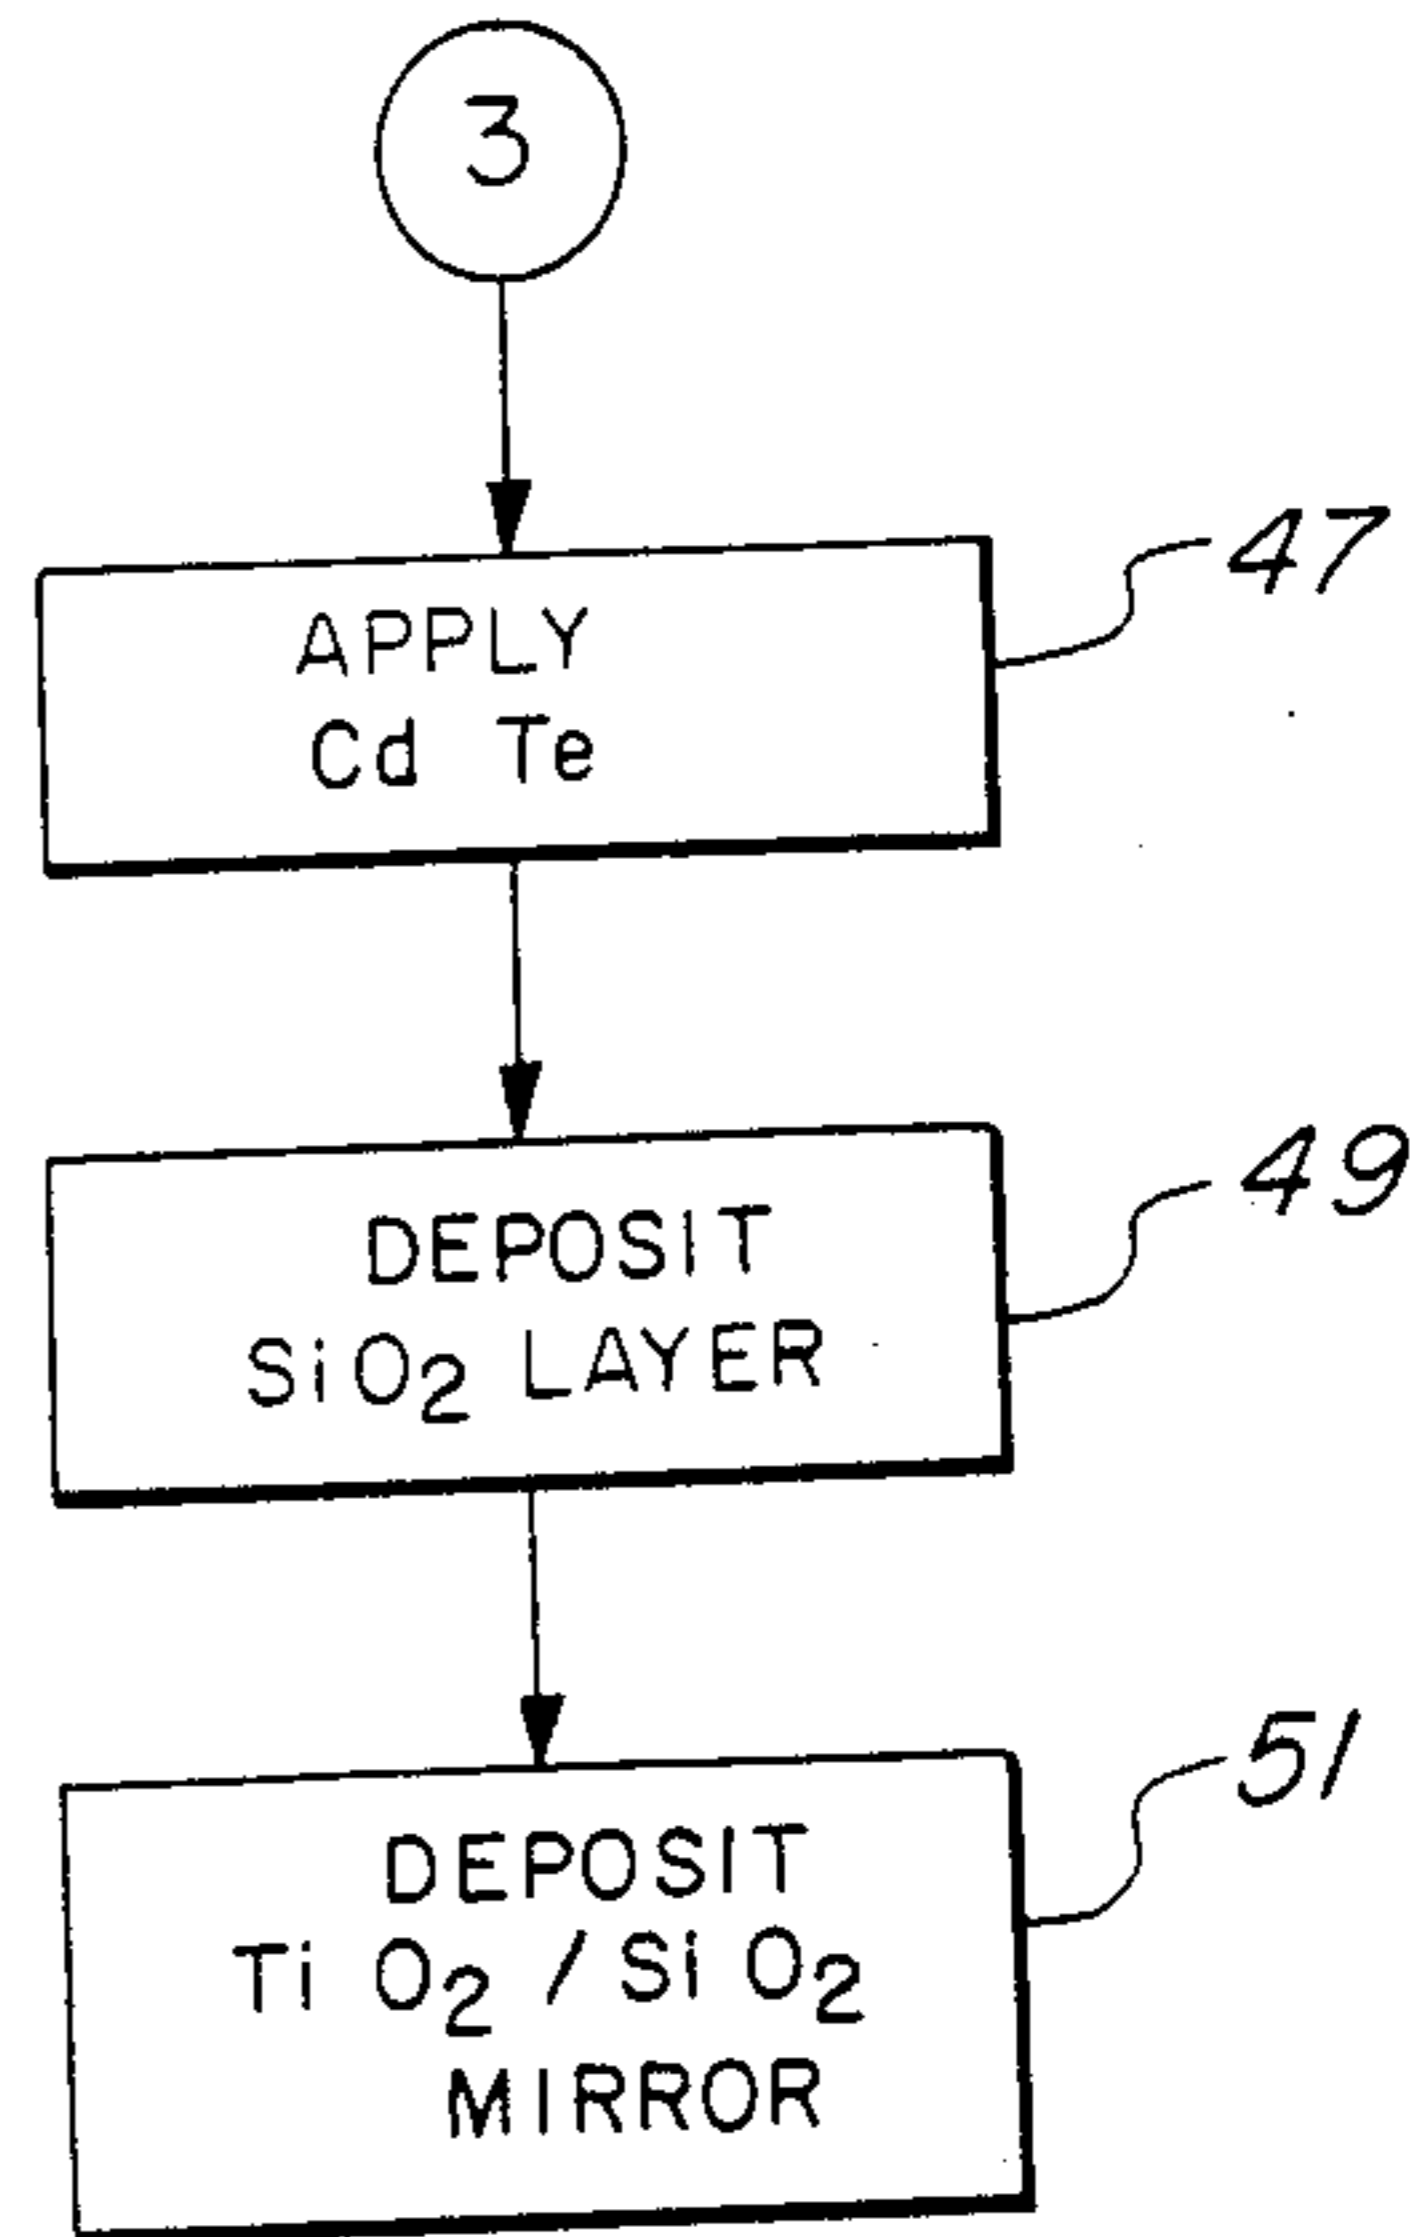 3
47
APPLY
Cd Te
49
DEPOSIT
SiO₂ LAYER
51
DEPOSIT
Ti O₂ / Si O₂
MIRROR